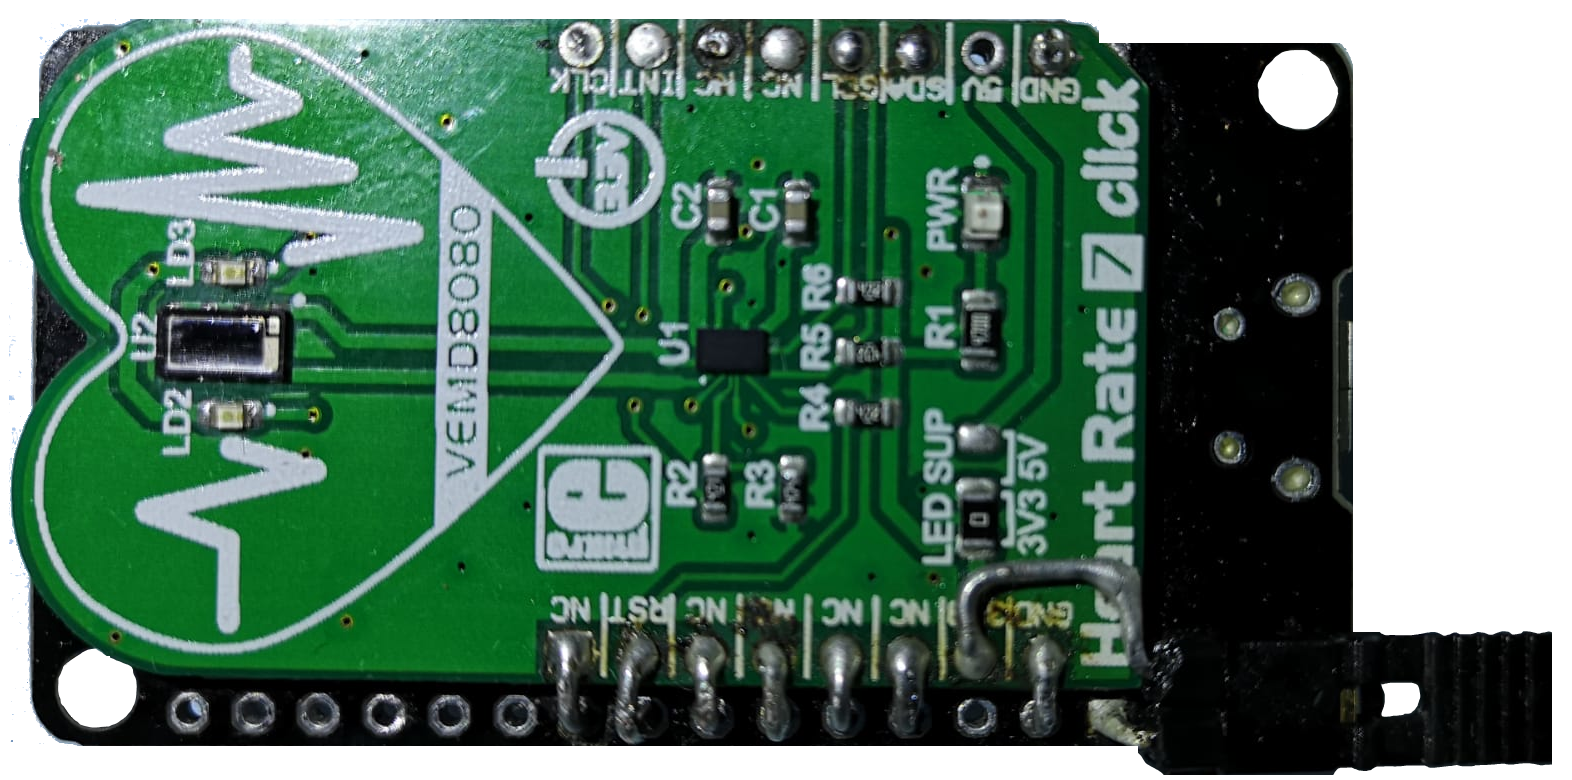 CLK INT NC NC SCL SDA 5V GND
Heart Rate 7 click
3.3V
C2
C1
PWR
LD3
VEMD8080
R6
U2
U1
R5
R1
R4
LD2
R2
R3
LED SUP
3V3 5V
0
e
mikro
NC RST NC NC NC GND